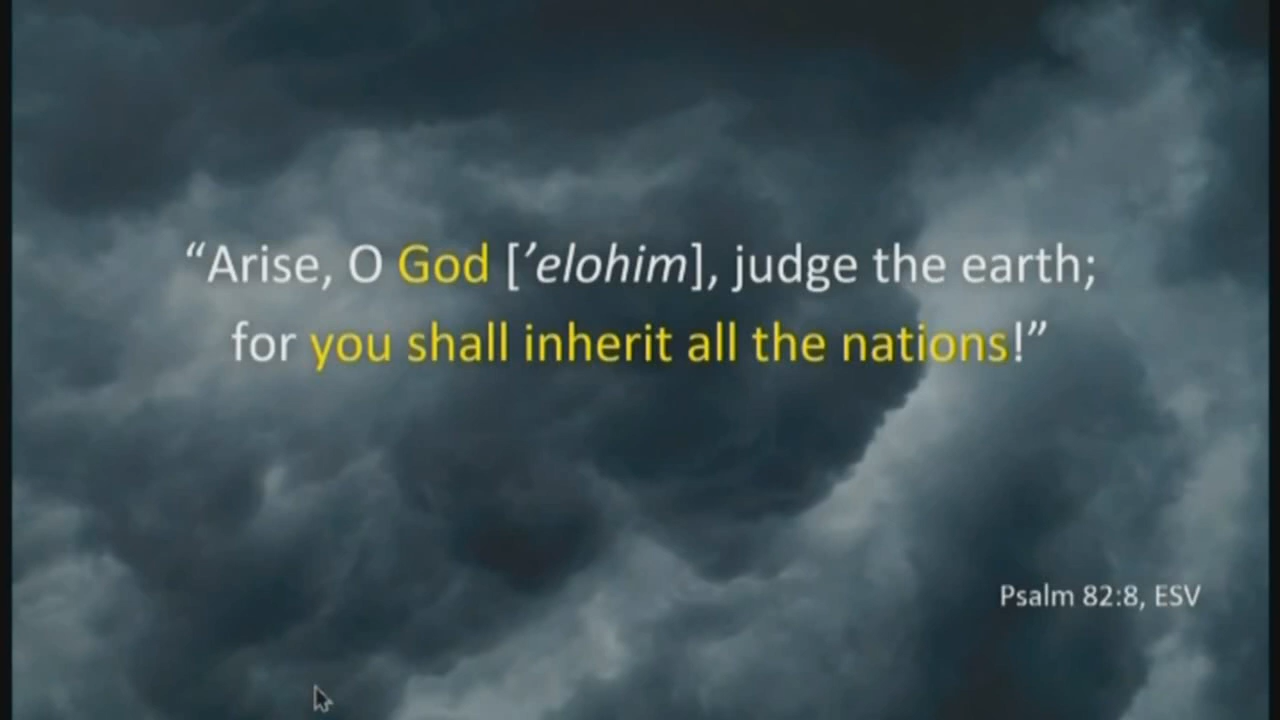 “Arise, O God [’elohim], judge the earth;
for you shall inherit all the nations!”
Psalm 82:8, ESV